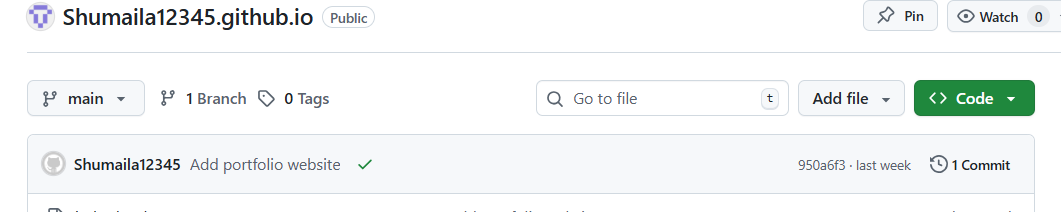 Shumaila12345.github.io Public Pin Watch 0
main 1 Branch 0 Tags Go to file t Add file Code
Shumaila12345 Add portfolio website 950a6f3 · last week 1 Commit